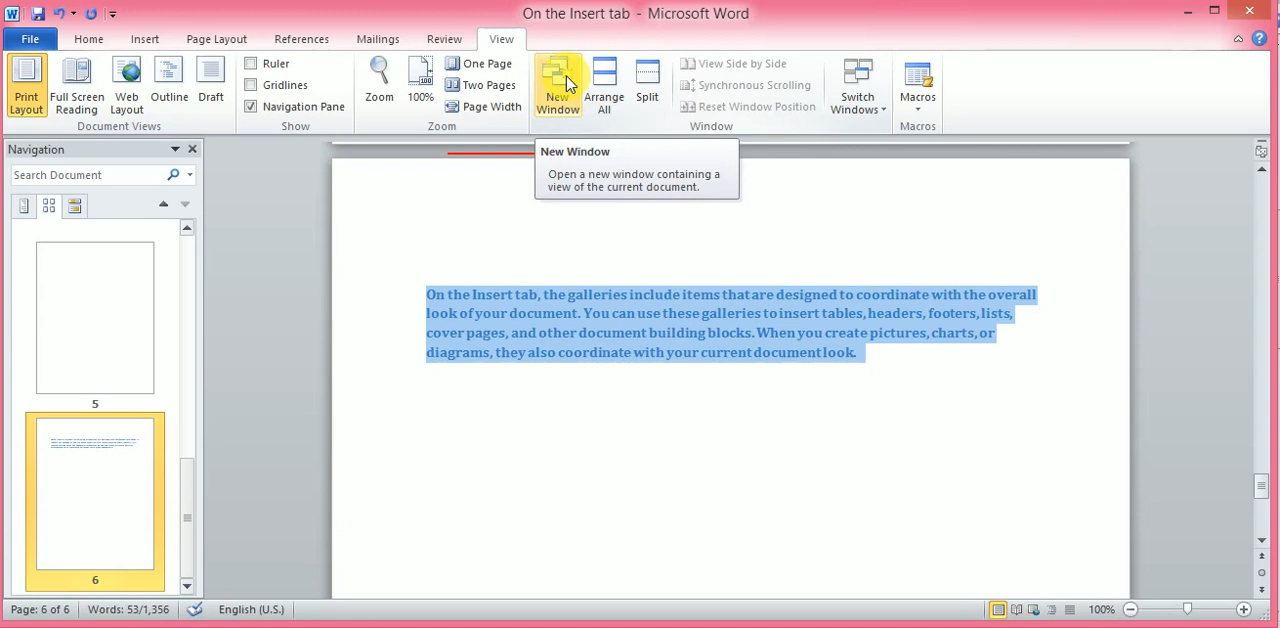 On the Insert tab - Microsoft Word
File Home Insert Page Layout References Mailings Review View
Print Layout
Full Screen Reading
Web Layout
Outline
Draft
Document Views
Ruler
Gridlines
Navigation Pane
Show
Zoom
100%
One Page
Two Pages
Page Width
Zoom
New Window
Arrange All
Split
View Side by Side
Synchronous Scrolling
Reset Window Position
Window
Switch Windows
Macros
Macros
New Window
Open a new window containing a
view of the current document.
Navigation
Search Document
5
6
On the Insert tab, the galleries include items that are designed to coordinate with the overall
look of your document. You can use these galleries to insert tables, headers, footers, lists,
cover pages, and other document building blocks. When you create pictures, charts, or
diagrams, they also coordinate with your current document look.
Page: 6 of 6 Words: 53/1,356 English (U.S.) 100%